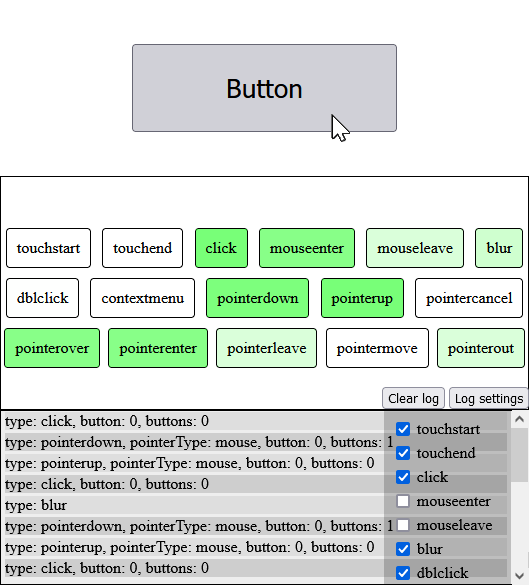 Button
touchstart touchend click mouseenter mouseleave blur
dblclick contextmenu pointerdown pointerup pointercancel
pointerover pointerenter pointerleave pointermove pointerout
Clear log Log settings
type: click, button: 0, buttons: 0
type: pointerdown, pointerType: mouse, button: 0, buttons: 1
type: pointerup, pointerType: mouse, button: 0, buttons: 0
type: click, button: 0, buttons: 0
type: blur
type: pointerdown, pointerType: mouse, button: 0, buttons: 1
type: pointerup, pointerType: mouse, button: 0, buttons: 0
type: click, button: 0, buttons: 0
touchstart
touchend
click
mouseenter
mouseleave
blur
dblclick